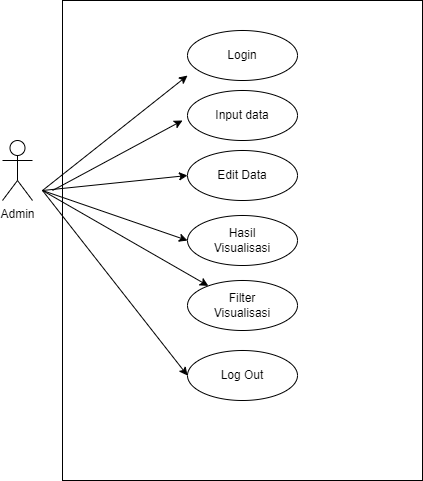 Login
Input data
Edit Data
Admin
Hasil
Visualisasi
Filter
Visualisasi
Log Out